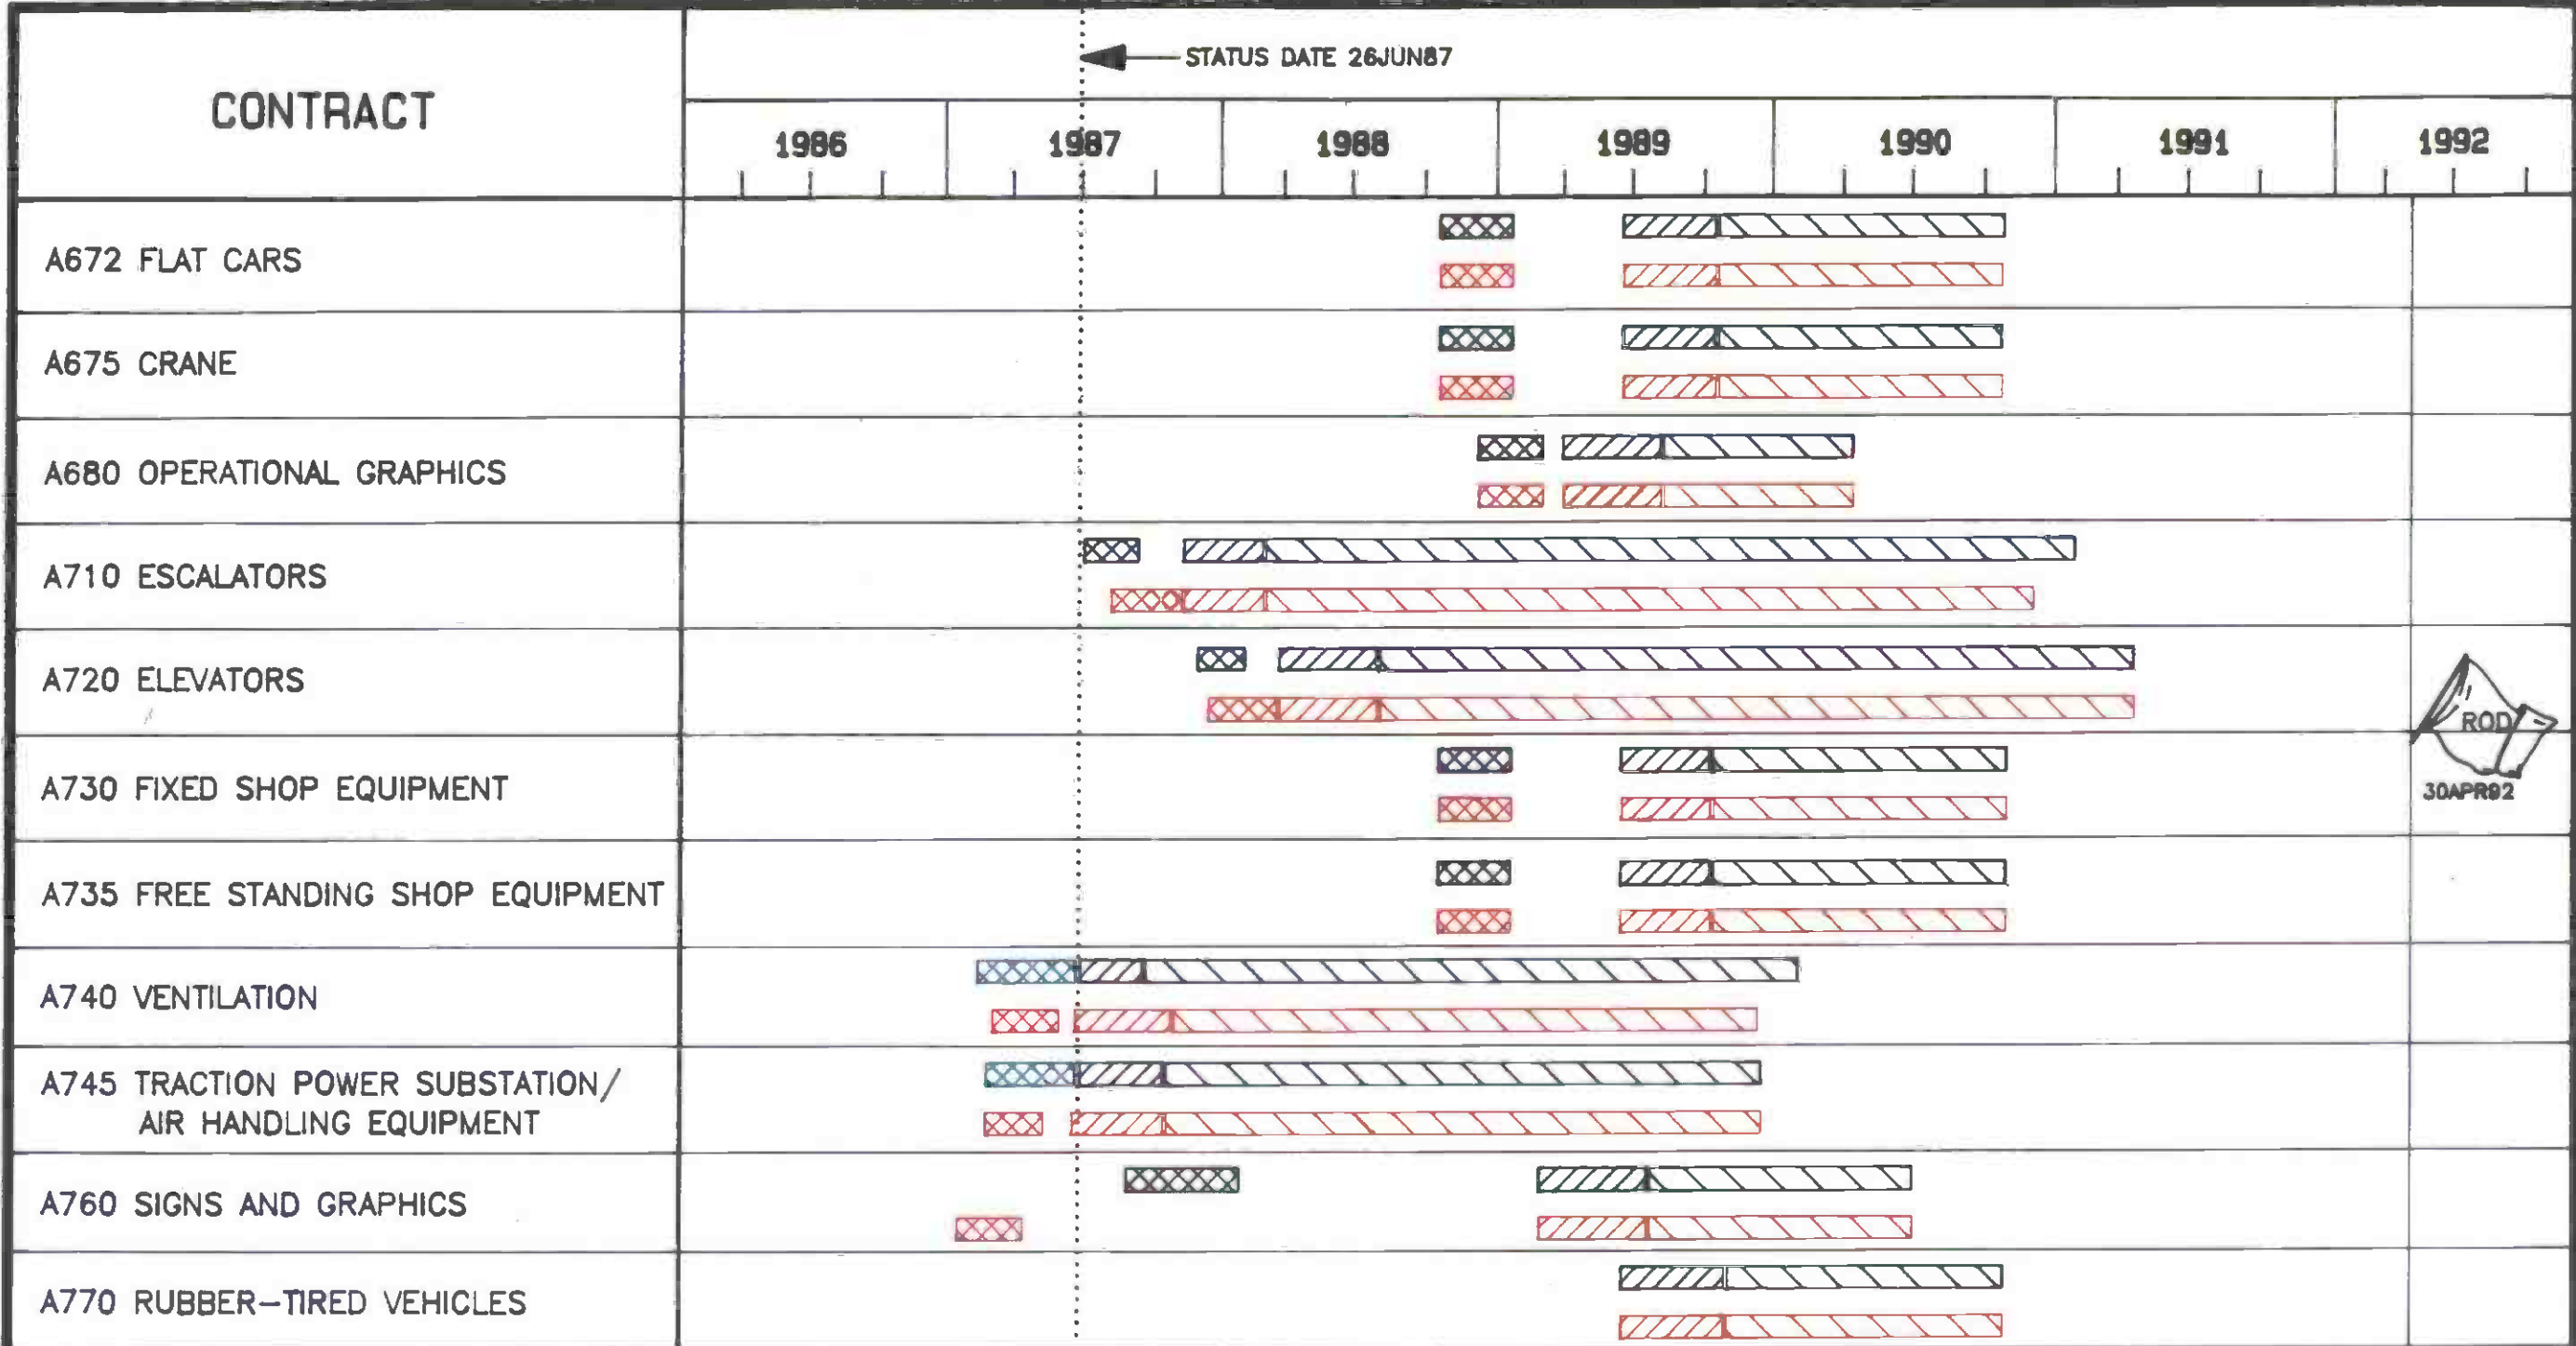 CONTRACT
STATUS DATE 26JUN87
1986 1987 1988 1989 1990 1991 1992
A672 FLAT CARS
A675 CRANE
A680 OPERATIONAL GRAPHICS
A710 ESCALATORS
A720 ELEVATORS
ROD
A730 FIXED SHOP EQUIPMENT
30APR92
A735 FREE STANDING SHOP EQUIPMENT
A740 VENTILATION
A745 TRACTION POWER SUBSTATION/
AIR HANDLING EQUIPMENT
A760 SIGNS AND GRAPHICS
A770 RUBBER-TIRED VEHICLES